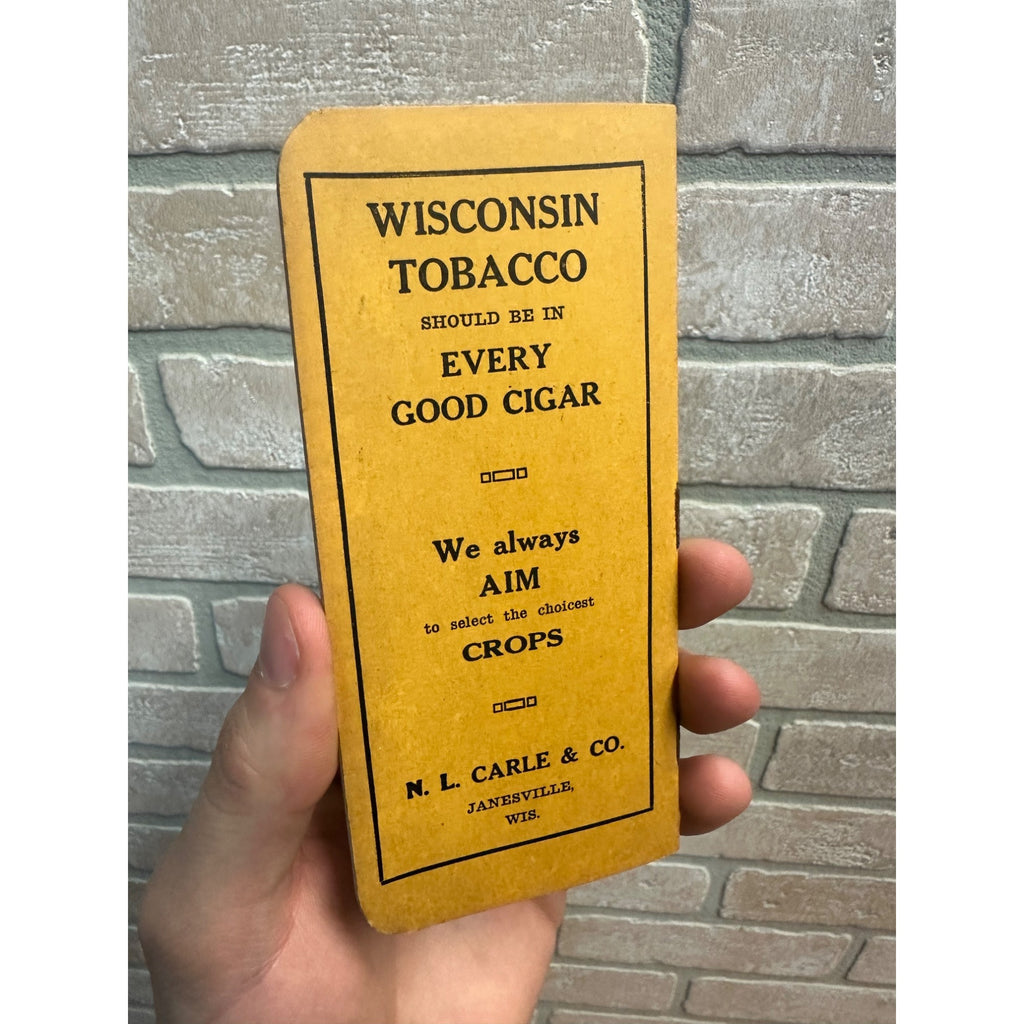 WISCONSIN
TOBACCO
SHOULD BE IN
EVERY
GOOD CIGAR
We always
AIM
to select the choicest
CROPS
N. L. CARLE & CO.
JANESVILLE,
WIS.